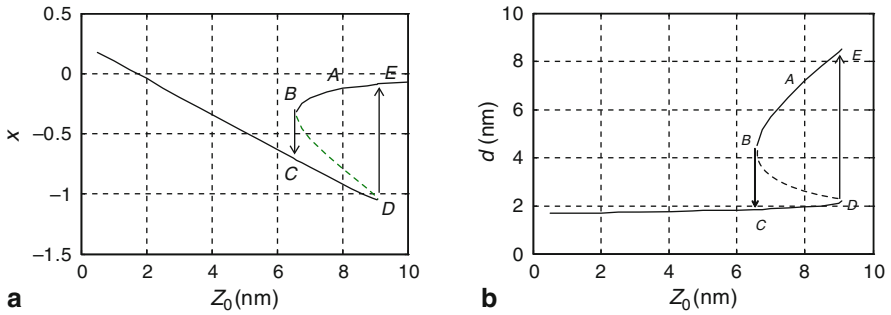 0.5
0
−0.5
−1
−1.5
x
0 2 4 6 8 10
Z0 (nm)
A
B
C
D
E
a
10
8
6
4
2
0
d (nm)
0 2 4 6 8 10
Z0 (nm)
A
B
C
D
E
b